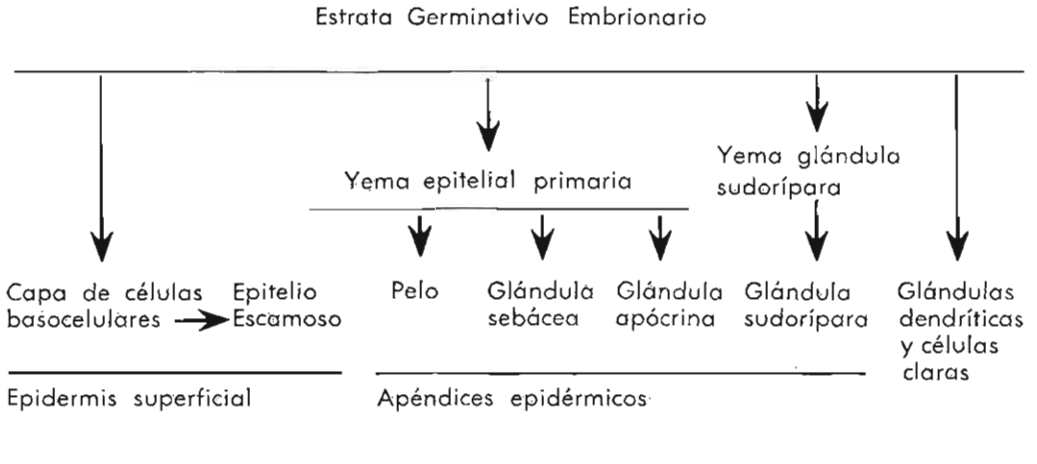 Estrata Germinativo Embrionario
Yema epitelial primaria
Yema glándula
sudorípara
Capa de células
basocelulares
Epitelio
Escamoso
Pelo
Glándula
sebácea
Glándula
apócrina
Glándula
sudorípara
Glándulas
dendríticas
y células
claras
Epidermis superficial
Apéndices epidérmicos